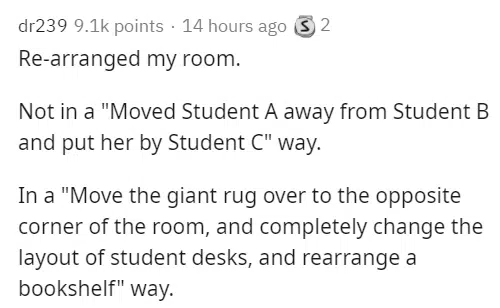 dr239 9.1k points · 14 hours ago S 2
Re-arranged my room.
Not in a "Moved Student A away from Student B
and put her by Student C" way.
In a "Move the giant rug over to the opposite
corner of the room, and completely change the
layout of student desks, and rearrange a
bookshelf" way.